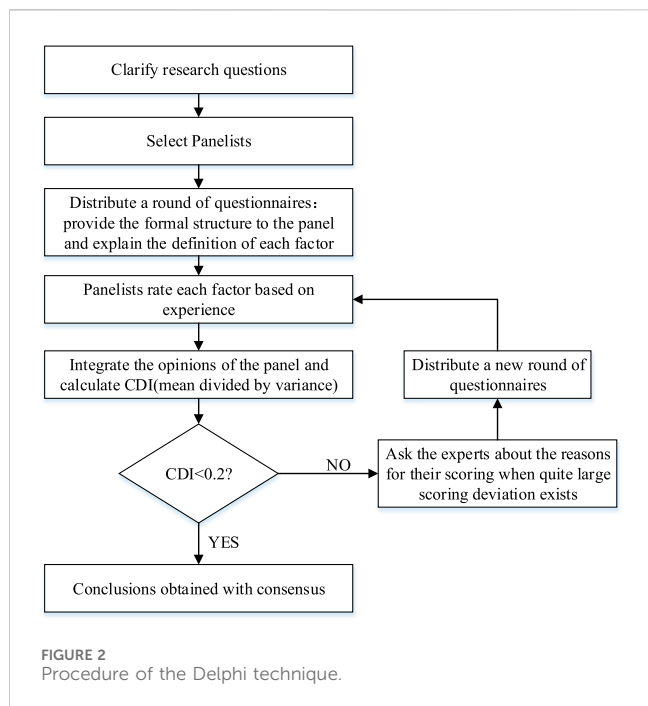 Clarify research questions
Select Panelists
Distribute a round of questionnaires：
provide the formal structure to the panel
and explain the definition of each factor
Panelists rate each factor based on
experience
Integrate the opinions of the panel and
calculate CDI(mean divided by variance)
Distribute a new round of
questionnaires
CDI<0.2?
NO
Ask the experts about the reasons
for their scoring when quite large
scoring deviation exists
YES
Conclusions obtained with consensus
FIGURE 2
Procedure of the Delphi technique.